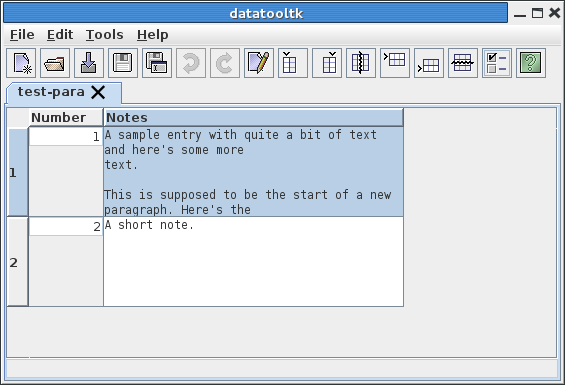 datatooltk
File Edit Tools Help
test-para
Number Notes
1 1 A sample entry with quite a bit of text
and here's some more
text.
This is supposed to be the start of a new
paragraph. Here's the
2 2 A short note.